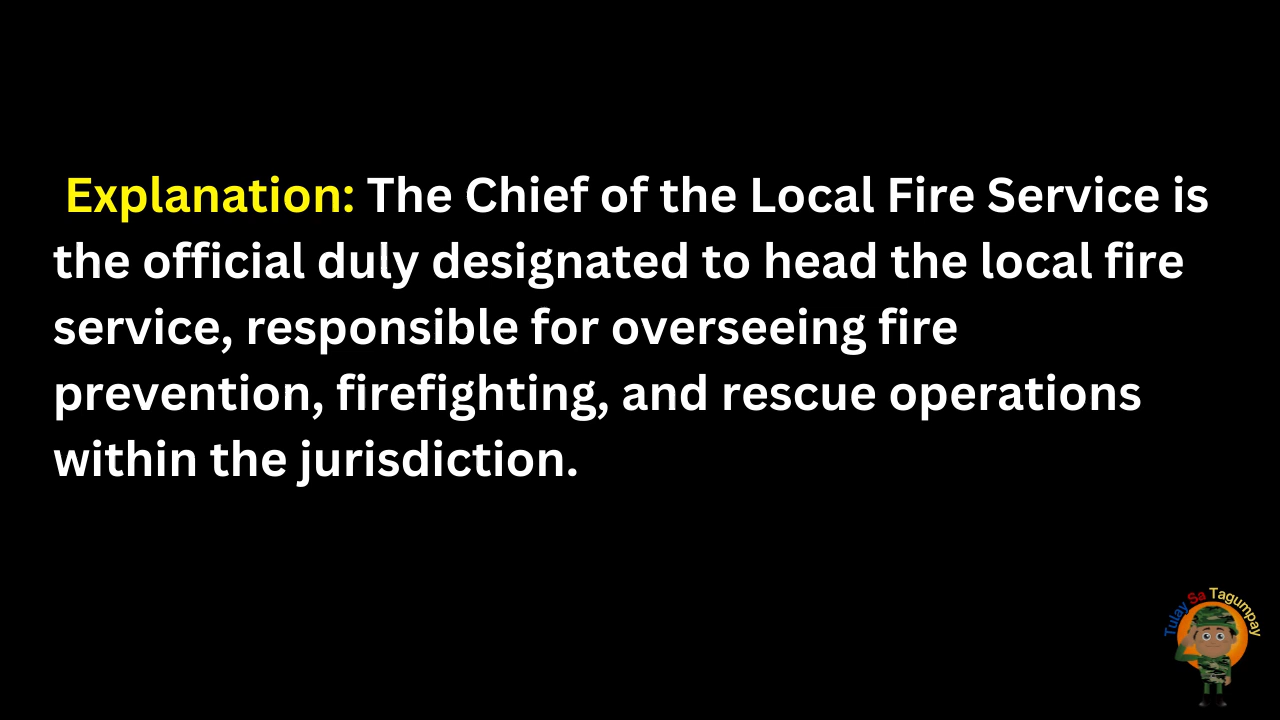 Explanation: The Chief of the Local Fire Service is
the official duly designated to head the local fire
service, responsible for overseeing fire
prevention, firefighting, and rescue operations
within the jurisdiction.
Tulay Sa Tagumpay